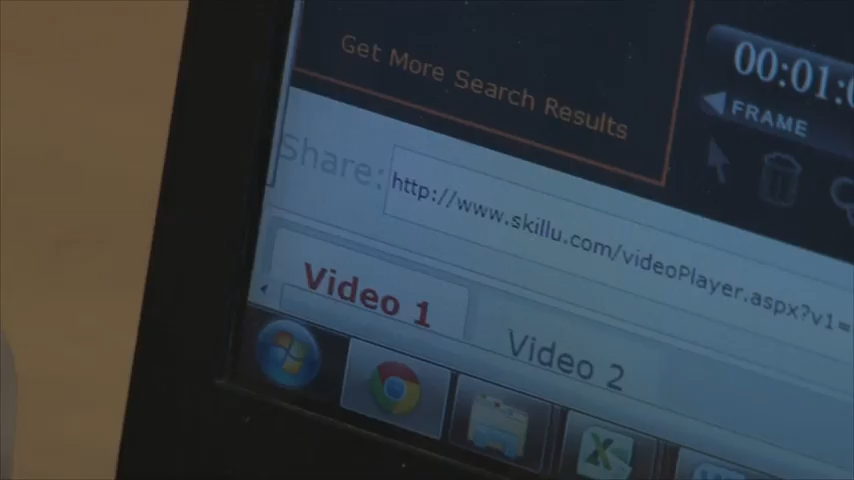 Get More Search Results
00:01:0
FRAME
Share: http://www.skillu.com/videoPlayer.aspx?v1=
Video 1
Video 2